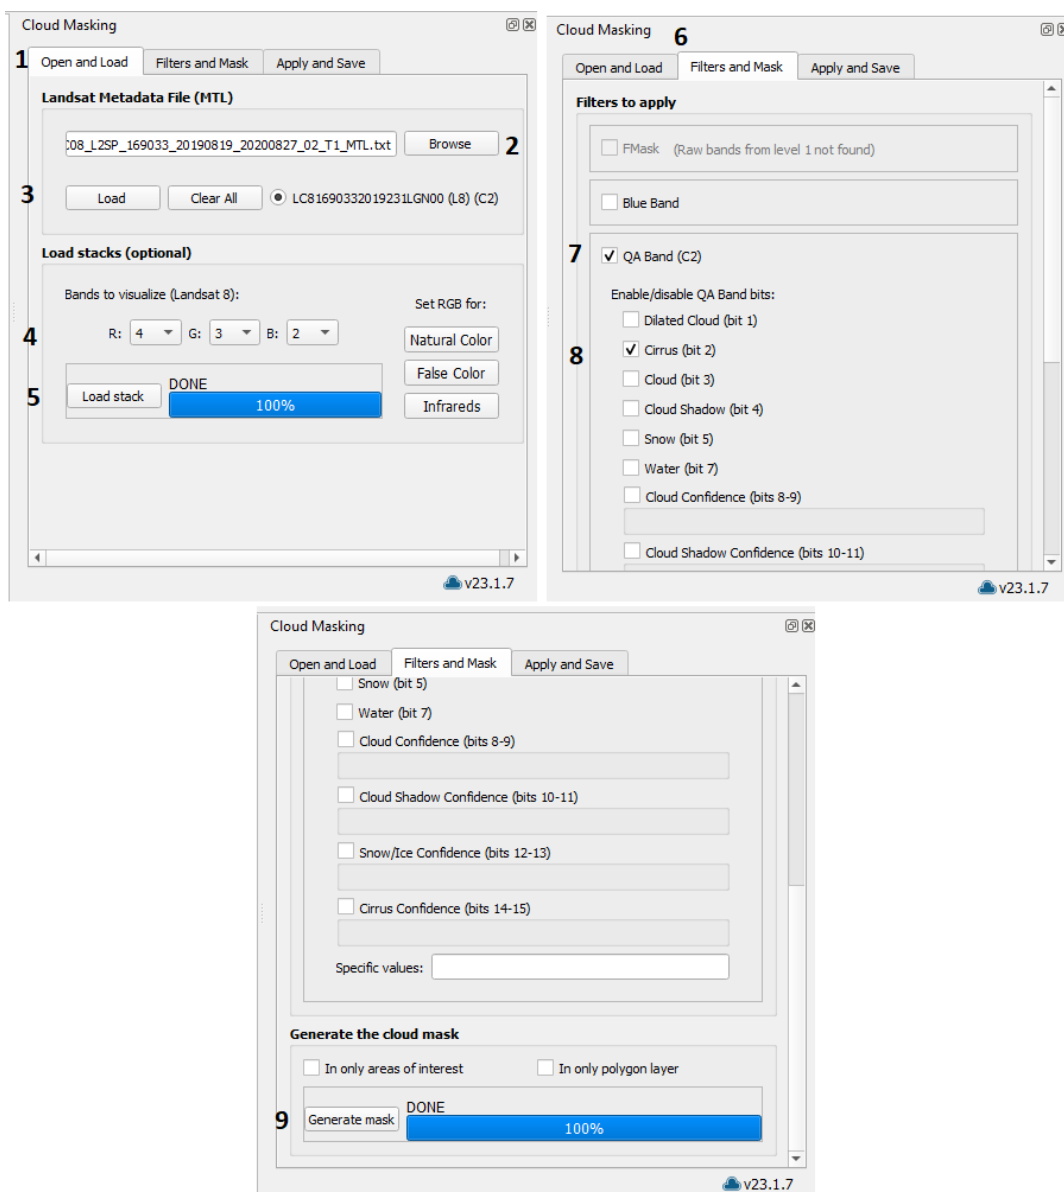 Cloud Masking
1 Open and Load Filters and Mask Apply and Save
Landsat Metadata File (MTL)
C08_L2SP_169033_20190819_20200827_02_T1_MTL.txt Browse 2
3 Load Clear All LC81690332019231LGN00 (L8) (C2)
Load stacks (optional)
Bands to visualize (Landsat 8):
Set RGB for:
4 R: 4 G: 3 B: 2 Natural Color
False Color
DONE
5 Load stack 100% Infrareds
v23.1.7
Cloud Masking 6
Open and Load Filters and Mask Apply and Save
Filters to apply
FMask (Raw bands from level 1 not found)
Blue Band
7 QA Band (C2)
Enable/disable QA Band bits:
Dilated Cloud (bit 1)
8 Cirrus (bit 2)
Cloud (bit 3)
Cloud Shadow (bit 4)
Snow (bit 5)
Water (bit 7)
Cloud Confidence (bits 8-9)
Cloud Shadow Confidence (bits 10-11)
v23.1.7
Cloud Masking
Open and Load Filters and Mask Apply and Save
Snow (bit 5)
Water (bit 7)
Cloud Confidence (bits 8-9)
Cloud Shadow Confidence (bits 10-11)
Snow/Ice Confidence (bits 12-13)
Cirrus Confidence (bits 14-15)
Specific values:
Generate the cloud mask
In only areas of interest In only polygon layer
DONE
9 Generate mask 100%
v23.1.7